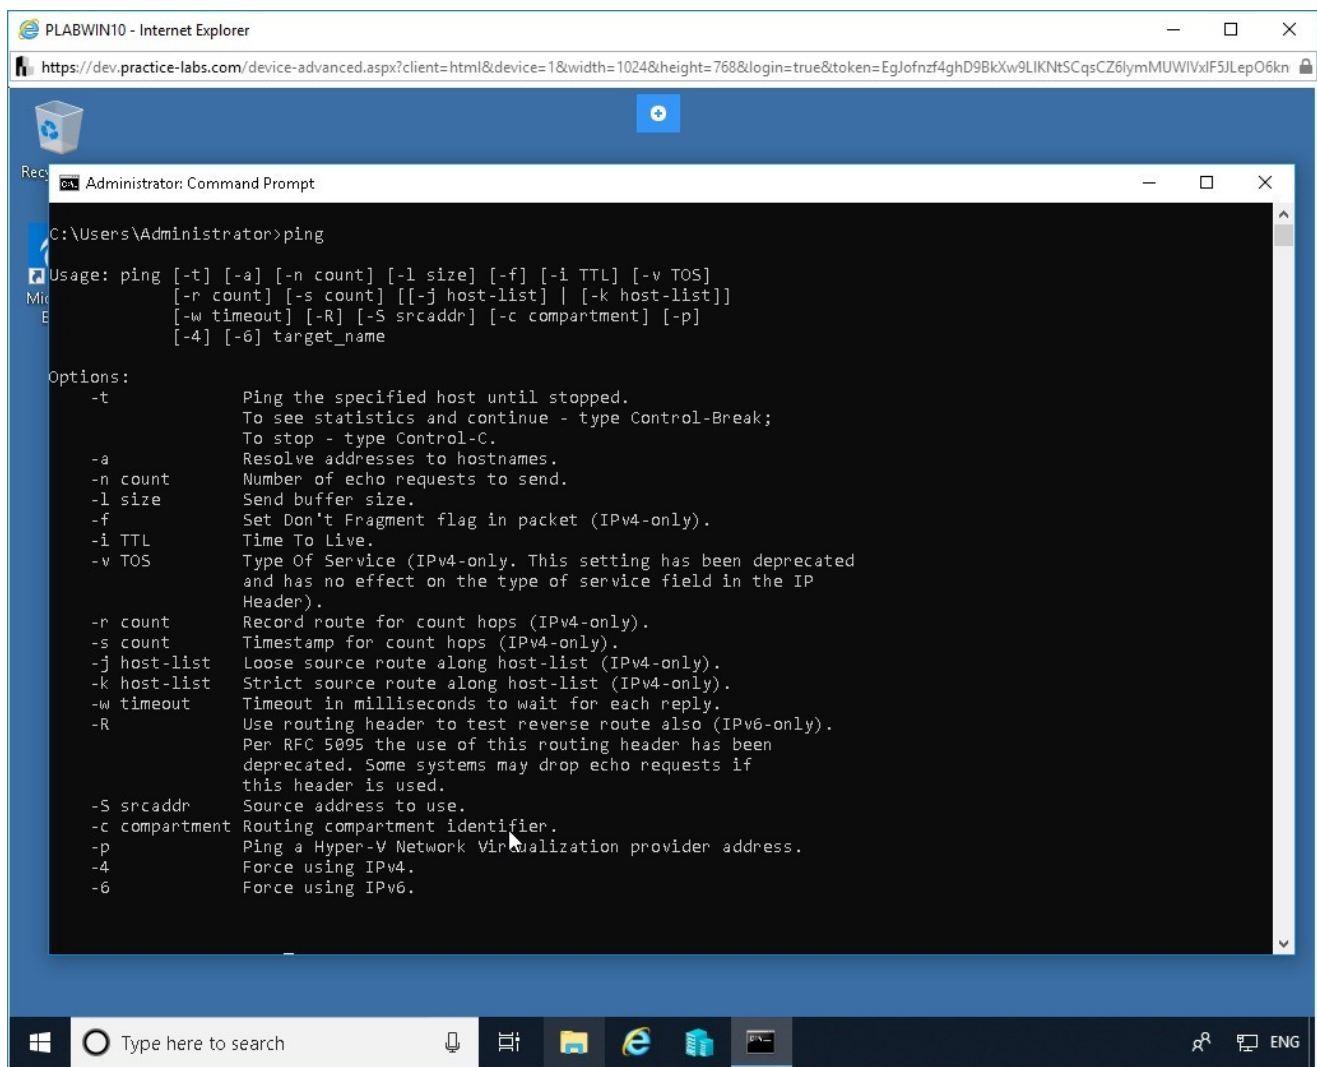 PLABWIN10 - Internet Explorer
https://dev.practice-labs.com/device-advanced.aspx?client=html&device=1&width=1024&height=768&login=true&token=EgJofnzf4ghD9BkXw9LIKNtSCqsCZ6lymMUWlVxlF5JLepO6kn
Recy
Administrator: Command Prompt
C:\Users\Administrator>ping
Usage: ping [-t] [-a] [-n count] [-l size] [-f] [-i TTL] [-v TOS]
[-r count] [-s count] [[-j host-list] | [-k host-list]]
[-w timeout] [-R] [-S srcaddr] [-c compartment] [-p]
[-4] [-6] target_name
Mic
E
Options:
-t Ping the specified host until stopped.
To see statistics and continue - type Control-Break;
To stop - type Control-C.
-a Resolve addresses to hostnames.
-n count Number of echo requests to send.
-l size Send buffer size.
-f Set Don't Fragment flag in packet (IPv4-only).
-i TTL Time To Live.
-v TOS Type Of Service (IPv4-only. This setting has been deprecated
and has no effect on the type of service field in the IP
Header).
-r count Record route for count hops (IPv4-only).
-s count Timestamp for count hops (IPv4-only).
-j host-list Loose source route along host-list (IPv4-only).
-k host-list Strict source route along host-list (IPv4-only).
-w timeout Timeout in milliseconds to wait for each reply.
-R Use routing header to test reverse route also (IPv6-only).
Per RFC 5095 the use of this routing header has been
deprecated. Some systems may drop echo requests if
this header is used.
-S srcaddr Source address to use.
-c compartment Routing compartment identifier.
-p Ping a Hyper-V Network Virtualization provider address.
-4 Force using IPv4.
-6 Force using IPv6.
Type here to search
ENG